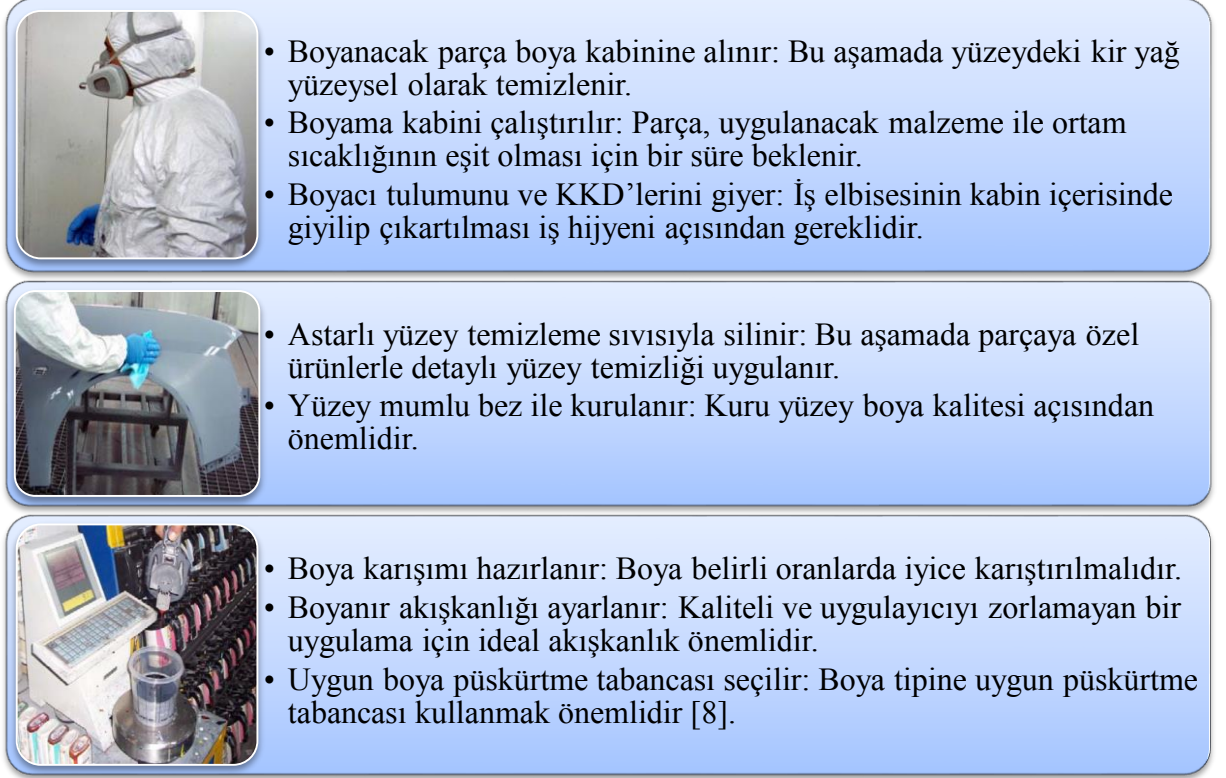 • Boyanacak parça boya kabinine alınır: Bu aşamada yüzeydeki kir yağ
yüzeysel olarak temizlenir.
• Boyama kabini çalıştırılır: Parça, uygulanacak malzeme ile ortam
sıcaklığının eşit olması için bir süre beklenir.
• Boyacı tulumunu ve KKD’lerini giyer: İş elbisesinin kabin içerisinde
giyilip çıkartılması iş hijyeni açısından gereklidir.
• Astarlı yüzey temizleme sıvısıyla silinir: Bu aşamada parçaya özel
ürünlerle detaylı yüzey temizliği uygulanır.
• Yüzey mumlu bez ile kurulanır: Kuru yüzey boya kalitesi açısından
önemlidir.
• Boya karışımı hazırlanır: Boya belirli oranlarda iyice karıştırılmalıdır.
• Boyanır akışkanlığı ayarlanır: Kaliteli ve uygulayıcıyı zorlamayan bir
uygulama için ideal akışkanlık önemlidir.
• Uygun boya püskürtme tabancası seçilir: Boya tipine uygun püskürtme
tabancası kullanmak önemlidir [8].